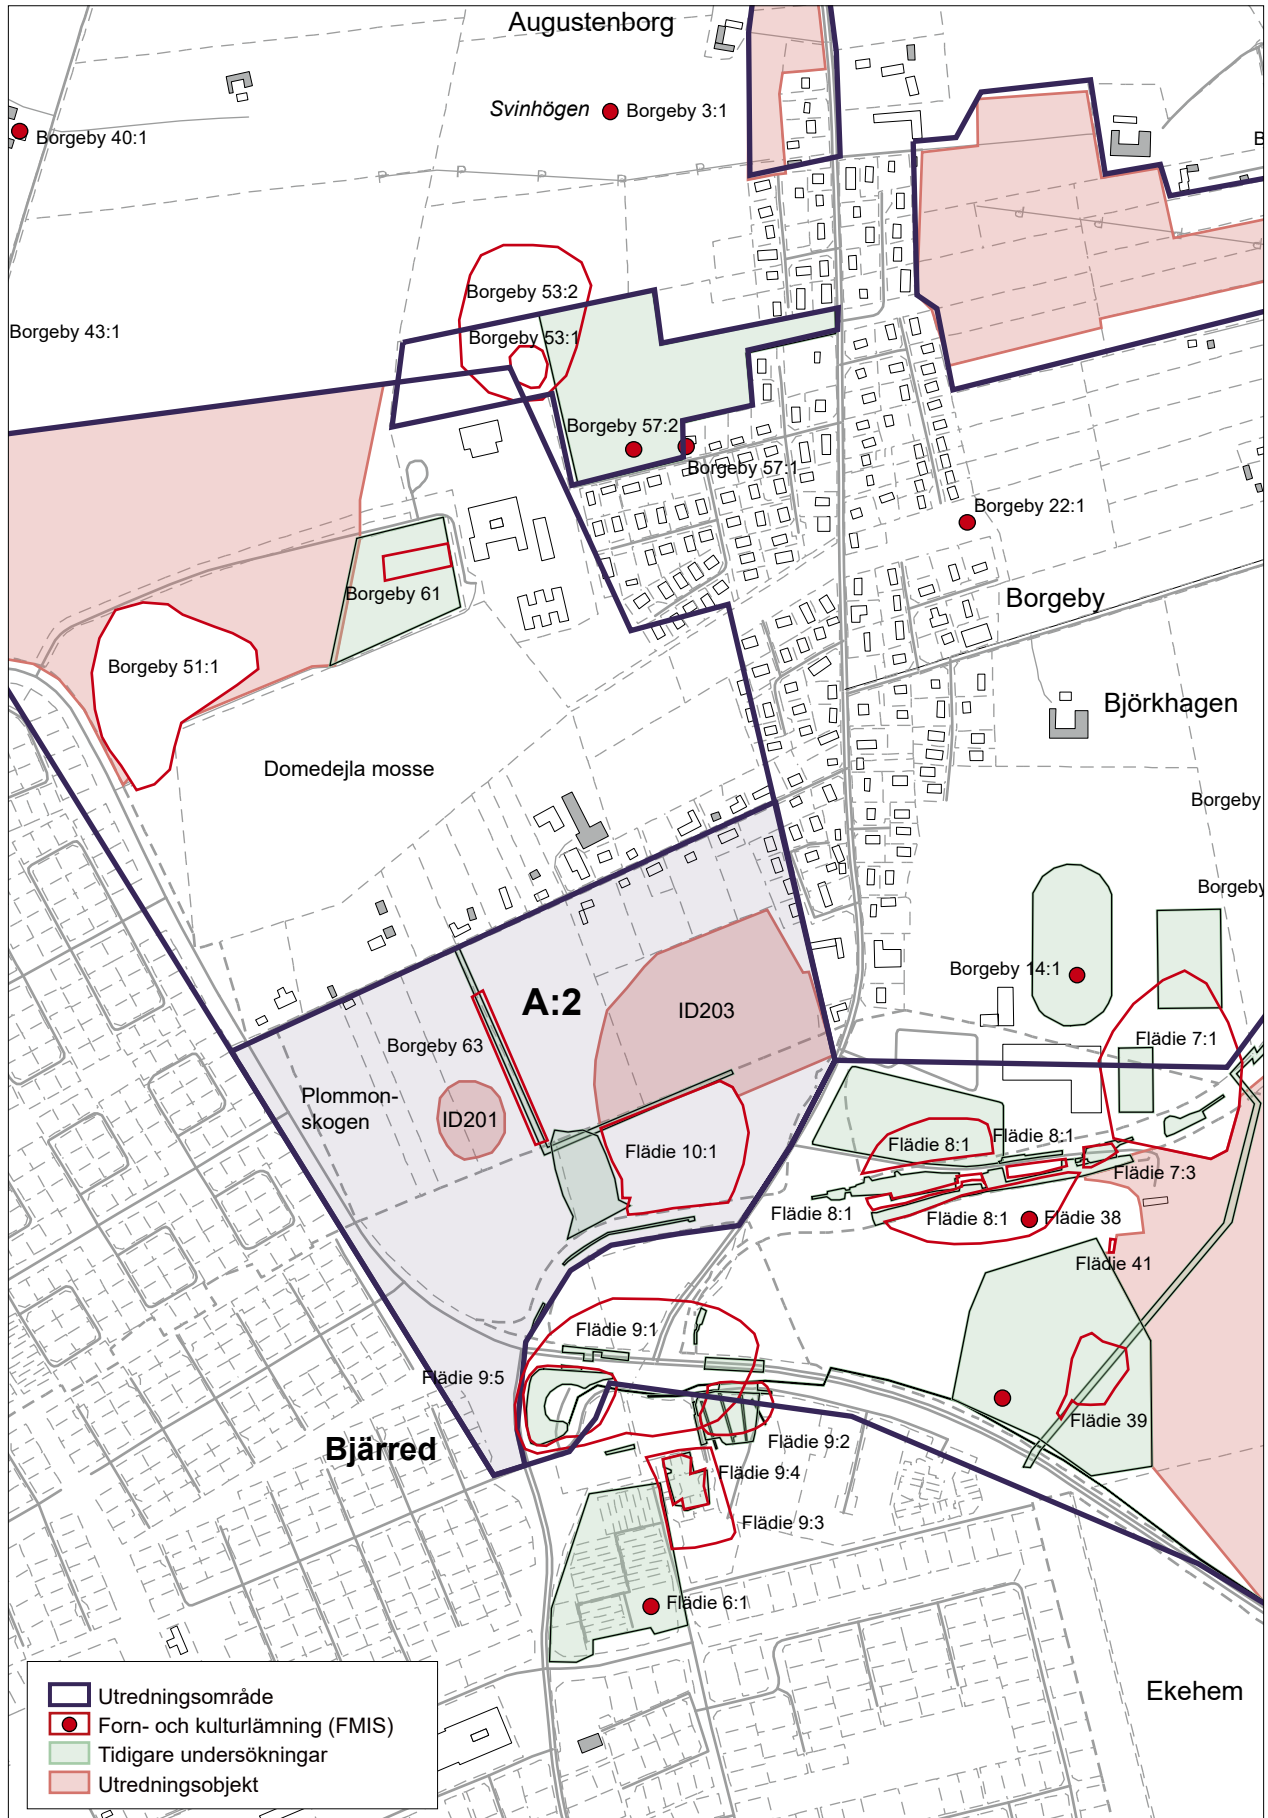 Augustenborg
Svinhögen
Borgeby 3:1
Borgeby 40:1
P P P P P
Borgeby 53:2
Borgeby 43:1
Borgeby 53:1
Borgeby 57:2
Borgeby 57:1
Borgeby 22:1
Borgeby 61
Borgeby
Borgeby 51:1
Björkhagen
Domedejla mosse
Borgeby
Borgeby
Borgeby 14:1
A:2
ID203
Borgeby 63
Flädie 7:1
Plommon-
skogen
ID201
Flädie 10:1
Flädie 8:1
Flädie 8:1
Flädie 7:3
Flädie 8:1
Flädie 8:1
Flädie 38
Flädie 41
Flädie 9:1
Flädie 9:5
Flädie 39
Bjärred
Flädie 9:2
Flädie 9:4
Flädie 9:3
Flädie 6:1
Ekehem
Utredningsområde
Forn- och kulturlämning (FMIS)
Tidigare undersökningar
Utredningsobjekt